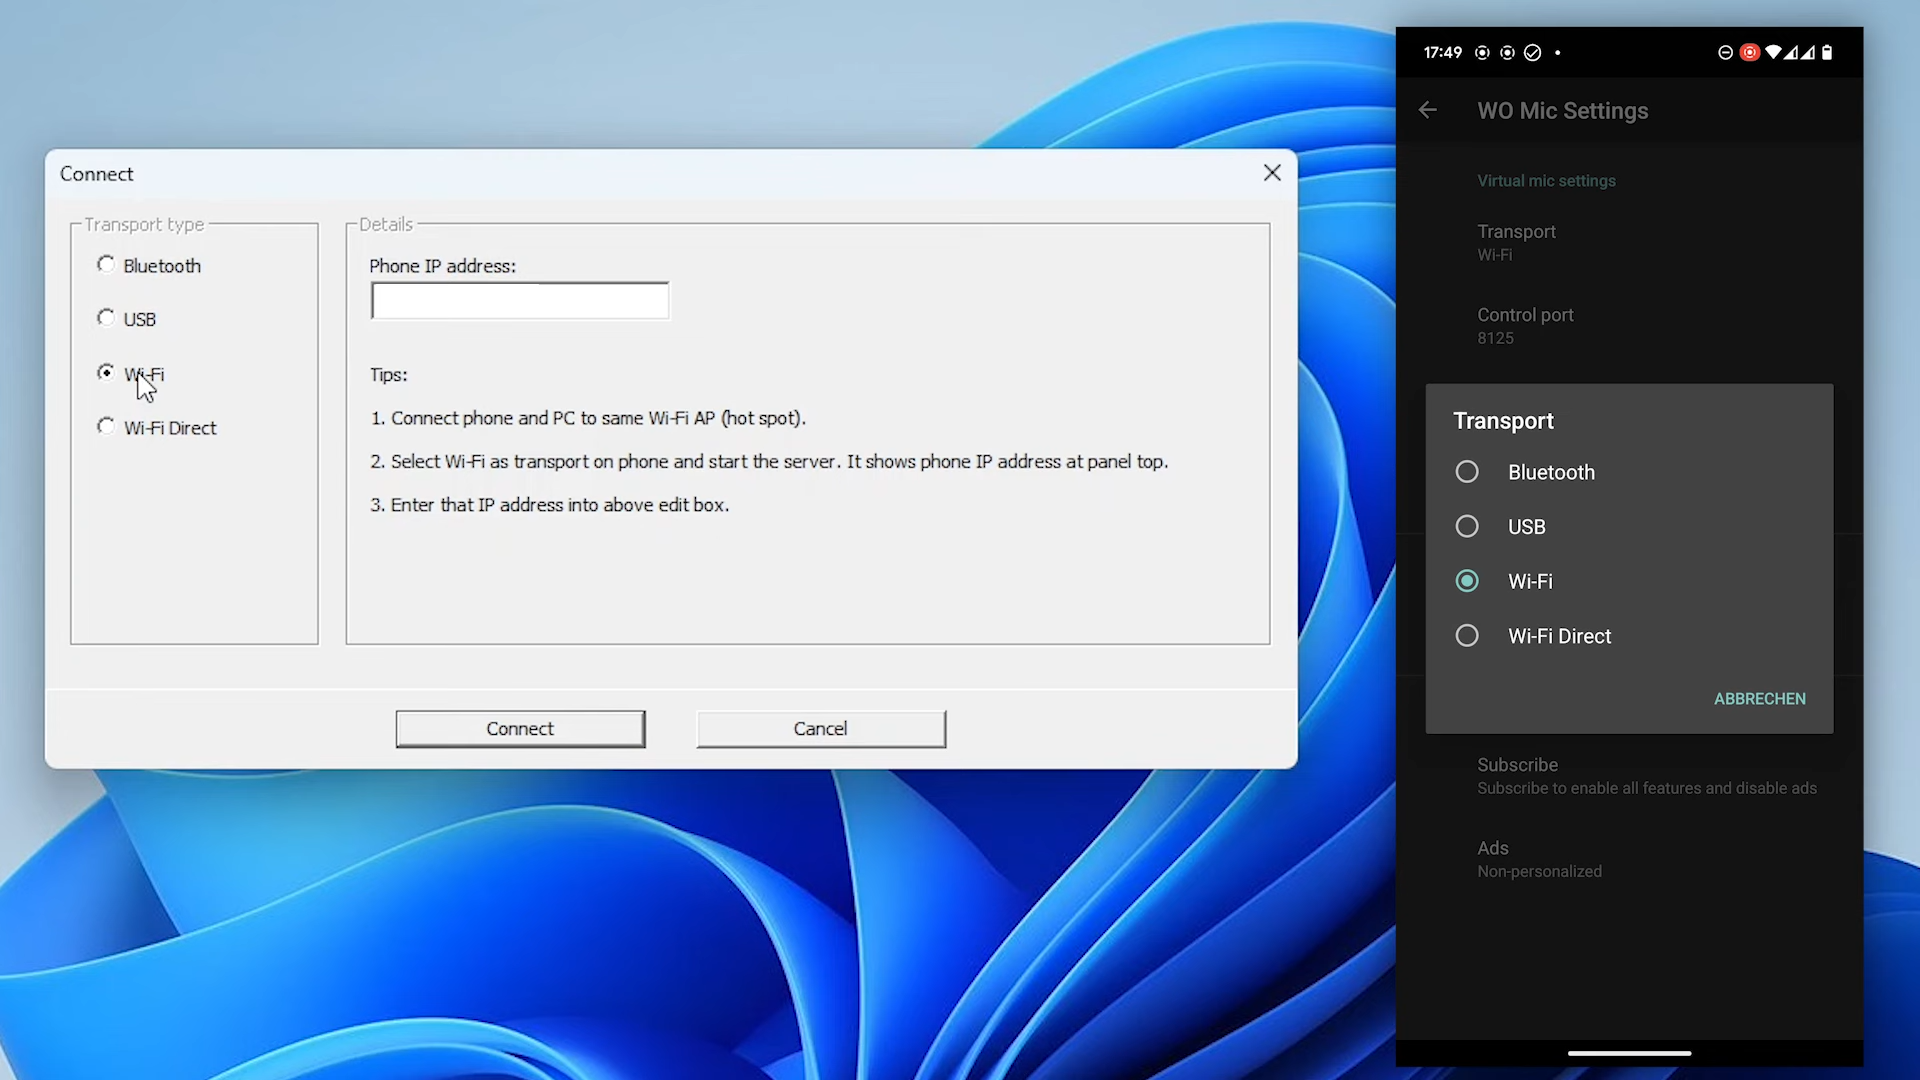 Connect
Transport type
Bluetooth
USB
Wi-Fi
Wi-Fi Direct
Details
Phone IP address:
Tips:
1. Connect phone and PC to same Wi-Fi AP (hot spot).
2. Select Wi-Fi as transport on phone and start the server. It shows phone IP address at panel top.
3. Enter that IP address into above edit box.
Connect
Cancel
17:49
WO Mic Settings
Virtual mic settings
Transport
Wi-Fi
Control port
8125
Transport
Bluetooth
USB
Wi-Fi
Wi-Fi Direct
ABBRECHEN
Subscribe
Subscribe to enable all features and disable ads
Ads
Non-personalized